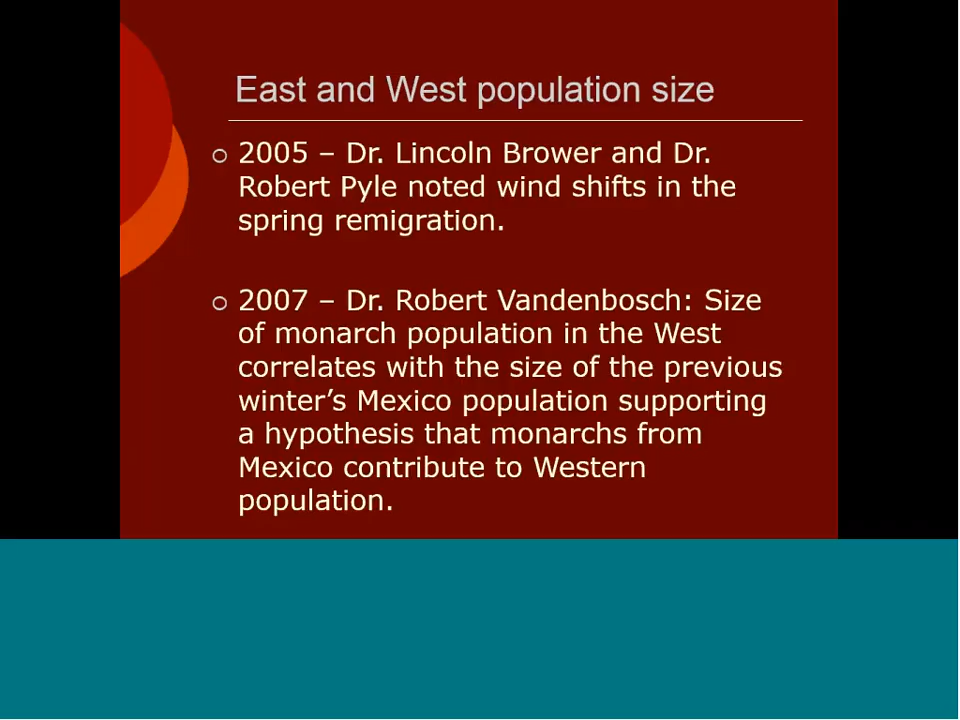 East and West population size
2005 – Dr. Lincoln Brower and Dr.
Robert Pyle noted wind shifts in the
spring remigration.
2007 – Dr. Robert Vandenbosch: Size
of monarch population in the West
correlates with the size of the previous
winter’s Mexico population supporting
a hypothesis that monarchs from
Mexico contribute to Western
population.